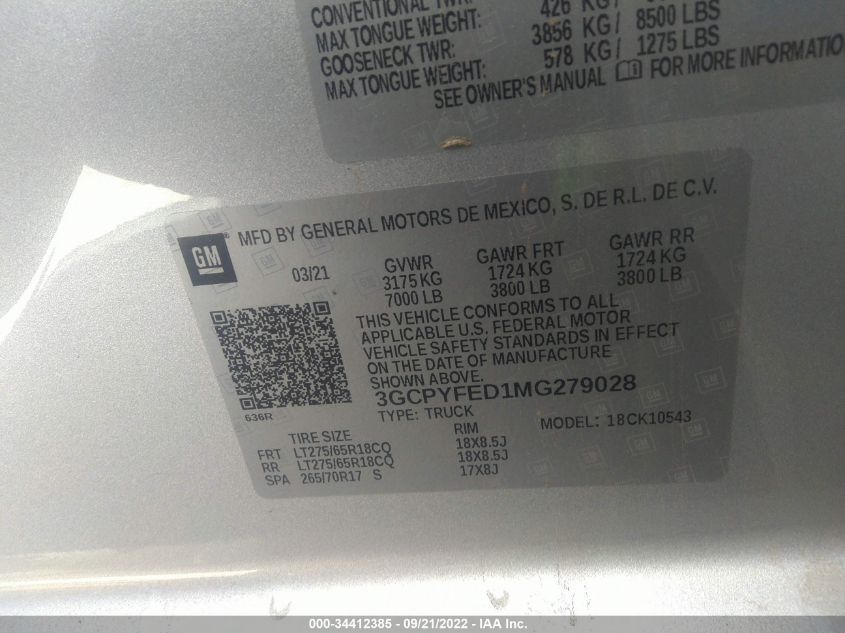 CONVENTIONAL TWR: 426 KG/
MAX TONGUE WEIGHT: 3856 KG/ 8500 LBS
GOOSENECK TWR: 578 KG/ 1275 LBS
MAX TONGUE WEIGHT:
SEE OWNER'S MANUAL FOR MORE INFORMATIO
GM ® MFD BY GENERAL MOTORS DE MEXICO, S. DE R.L. DE C.V.
03/21 GVWR GAWR FRT GAWR RR
3175 KG 1724 KG 1724 KG
7000 LB 3800 LB 3800 LB
THIS VEHICLE CONFORMS TO ALL
APPLICABLE U.S. FEDERAL MOTOR
VEHICLE SAFETY STANDARDS IN EFFECT
ON THE DATE OF MANUFACTURE
SHOWN ABOVE.
3GCPYFED1MG279028
636R TYPE: TRUCK MODEL: 18CK10543
TIRE SIZE RIM
FRT LT275/65R18CQ 18X8.5J
RR LT275/65R18CQ 18X8.5J
SPA 265/70R17 S 17X8J
000-34412385 - 09/21/2022 - IAA Inc.